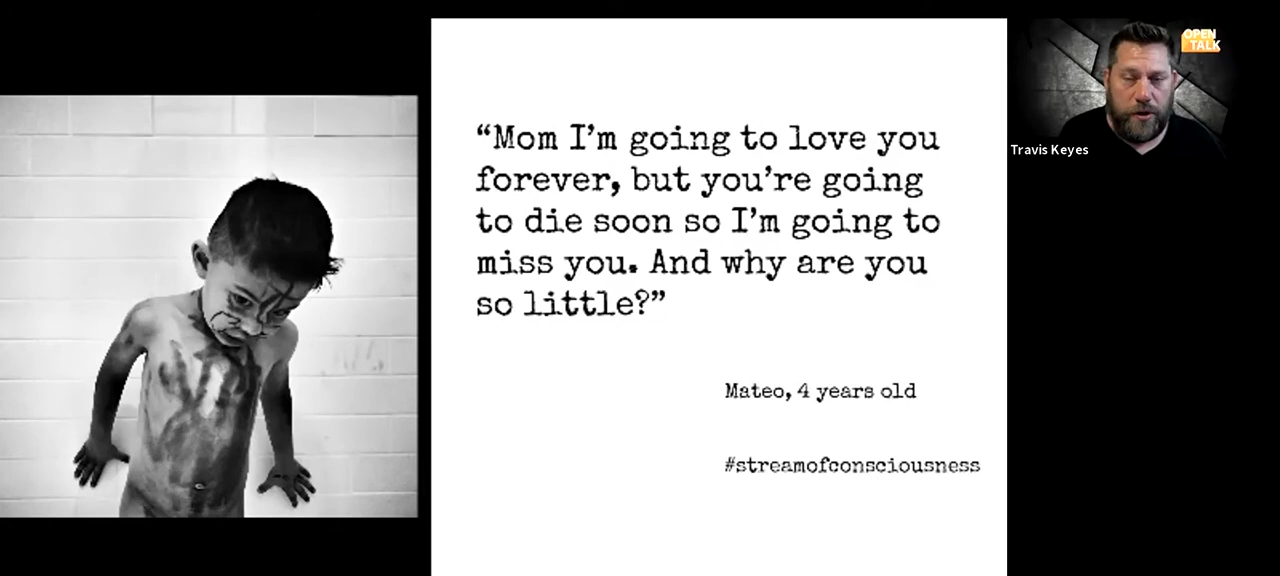 “Mom I’m going to love you
forever, but you’re going
to die soon so I’m going to
miss you. And why are you
so little?”
Mateo, 4 years old
#streamofconsciousness
OPEN
TALK
Travis Keyes